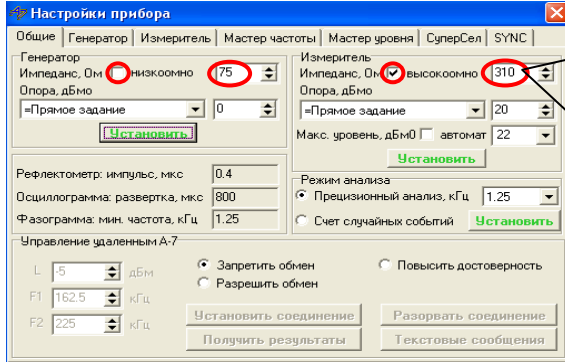 Настройки прибора
Общие Генератор Измеритель Мастер частоты Мастер уровня СуперСел SYNC
Генератор
Импеданс, Ом низкоомно 75
Опора, дБмо
=Прямое задание 0
Установить
Измеритель
Импеданс, Ом высокоомно 310
Опора, дБмо
=Прямое задание 20
Макс. уровень, дБм0 автомат 22
Установить
Рефлектометр: импульс, мкс 0.4
Осциллограмма: развертка, мкс 800
Фазограмма: мин. частота, кГц 1.25
Режим анализа
Прецизионный анализ, кГц 1.25
Счет случайных событий Установить
Управление удаленным А-7
L -5 дБм
F1 162.5 кГц
F2 225 кГц
Запретить обмен Повысить достоверность
Разрешить обмен
Установить соединение Разорвать соединение
Получить результаты Текстовые сообщения